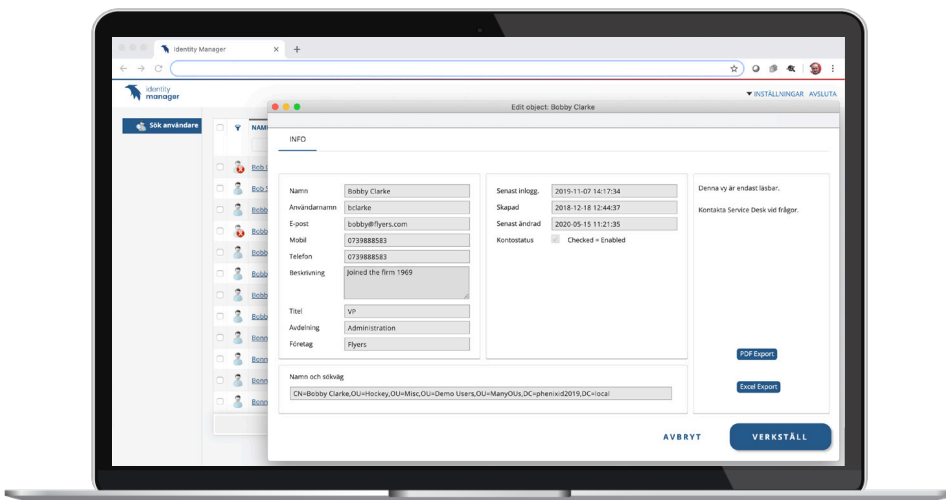 Identity Manager
identity
manager
INSTÄLLNINGAR AVSLUTA
Sök användare
Edit object: Bobby Clarke
INFO
Namn Bobby Clarke
Användarnamn bclarke
E-post bobby@flyers.com
Mobil 0739888583
Telefon 0739888583
Beskrivning Joined the firm 1969
Titel VP
Avdelning Administration
Företag Flyers
Senast inlogg. 2019-11-07 14:17:34
Skapad 2018-12-18 12:44:37
Senast ändrad 2020-05-15 11:21:35
Kontostatus Checked = Enabled
Denna vy är endast läsbar.
Kontakta Service Desk vid frågor.
PDF Export
Excel Export
Namn och sökväg
CN=Bobby Clarke,OU=Hockey,OU=Misc,OU=Demo Users,OU=ManyOUs,DC=phenixid2019,DC=local
AVBRYT VERKSTÄLL